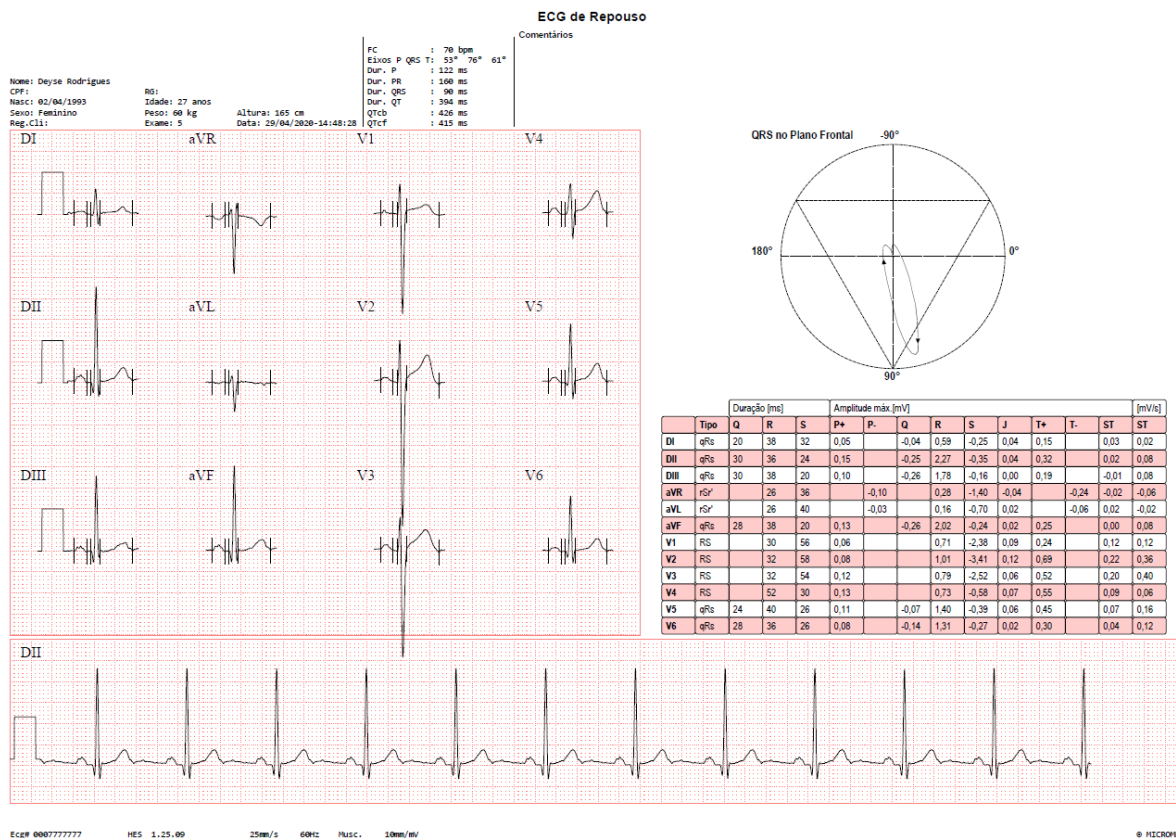 ECG de Repouso
Comentários
FC : 70 bpm
Eixos P QRS T: 53° 76° 61°
Dur. P : 122 ms
Dur. PR : 160 ms
Dur. QRS : 90 ms
Dur. QT : 394 ms
QTcb : 426 ms
QTcf : 415 ms
Nome: Deyse Rodrigues
CPF: RG:
Nasc: 02/04/1993 Idade: 27 anos
Sexo: Feminino Peso: 60 kg Altura: 165 cm
Reg.Cli: Exame: 5 Data: 29/04/2020-14:48:28
DI aVR V1 V4
DII aVL V2 V5
DIII aVF V3 V6
DII
QRS no Plano Frontal -90°
180° 0°
90°
Duração [ms] Amplitude máx.[mV] [mV/s]
Tipo Q R S P+ P- Q R S J T+ T- ST ST
DI qRs 20 38 32 0,05 -0,04 0,59 -0,25 0,04 0,15 0,03 0,02
DII qRs 30 36 24 0,15 -0,25 2,27 -0,35 0,04 0,32 0,02 0,08
DIII qRs 30 38 20 0,10 -0,26 1,78 -0,16 0,00 0,19 -0,01 0,08
aVR rSr' 26 36 -0,10 0,28 -1,40 -0,04 -0,24 -0,02 -0,06
aVL rSr' 26 40 -0,03 0,16 -0,70 0,02 -0,06 0,02 -0,02
aVF qRs 28 38 20 0,13 -0,26 2,02 -0,24 0,02 0,25 0,00 0,08
V1 RS 30 56 0,06 0,71 -2,38 0,09 0,24 0,12 0,12
V2 RS 32 58 0,08 1,01 -3,41 0,12 0,69 0,22 0,36
V3 RS 32 54 0,12 0,79 -2,52 0,06 0,52 0,20 0,40
V4 RS 52 30 0,13 0,73 -0,58 0,07 0,55 0,09 0,06
V5 qRs 24 40 26 0,11 -0,07 1,40 -0,39 0,06 0,45 0,07 0,16
V6 qRs 28 36 26 0,08 -0,14 1,31 -0,27 0,02 0,30 0,04 0,12
Ecg# 0007777777 HES 1.25.09 25mm/s 60Hz Musc. 10mm/mV © MICROM